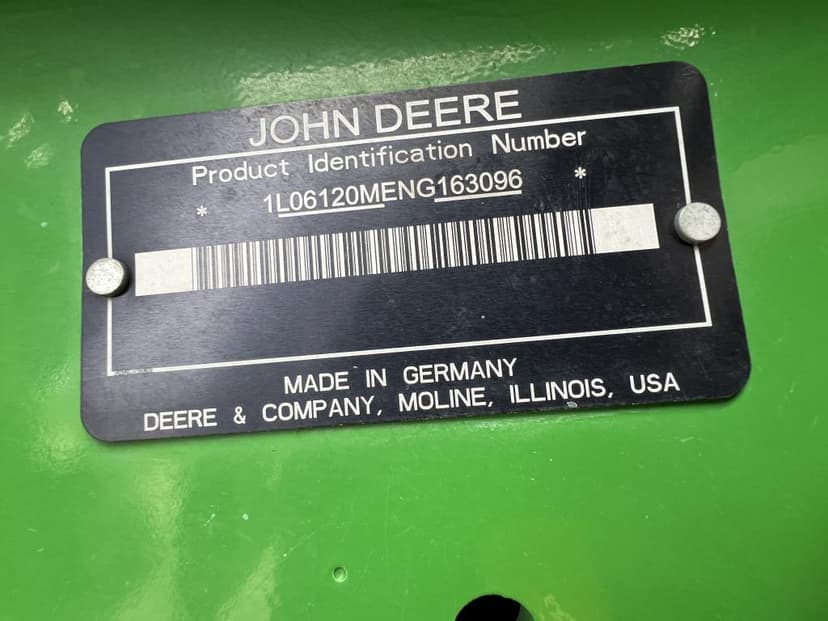 JOHN DEERE
Product Identification Number
* 1L06120MENG163096 *
MADE IN GERMANY
DEERE & COMPANY, MOLINE, ILLINOIS, USA